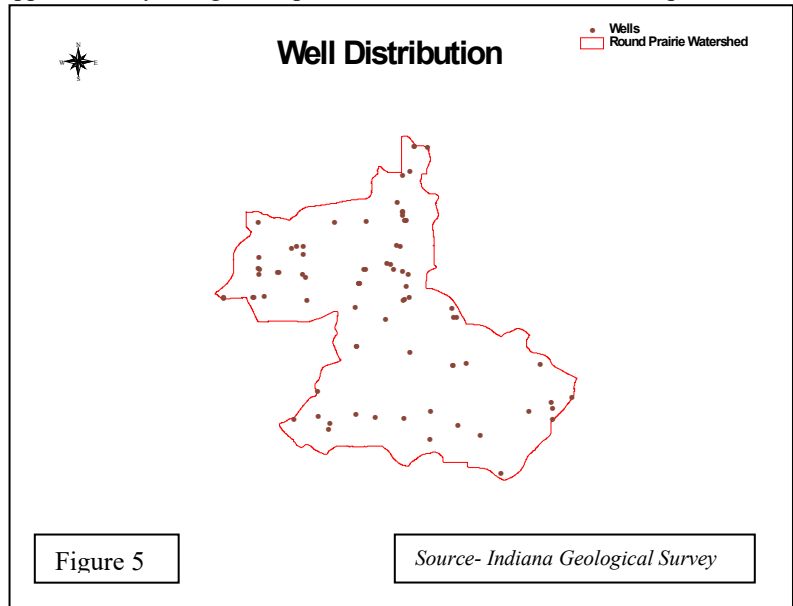 Well Distribution
Wells
Round Prairie Watershed
N
W E
S
Figure 5
Source- Indiana Geological Survey